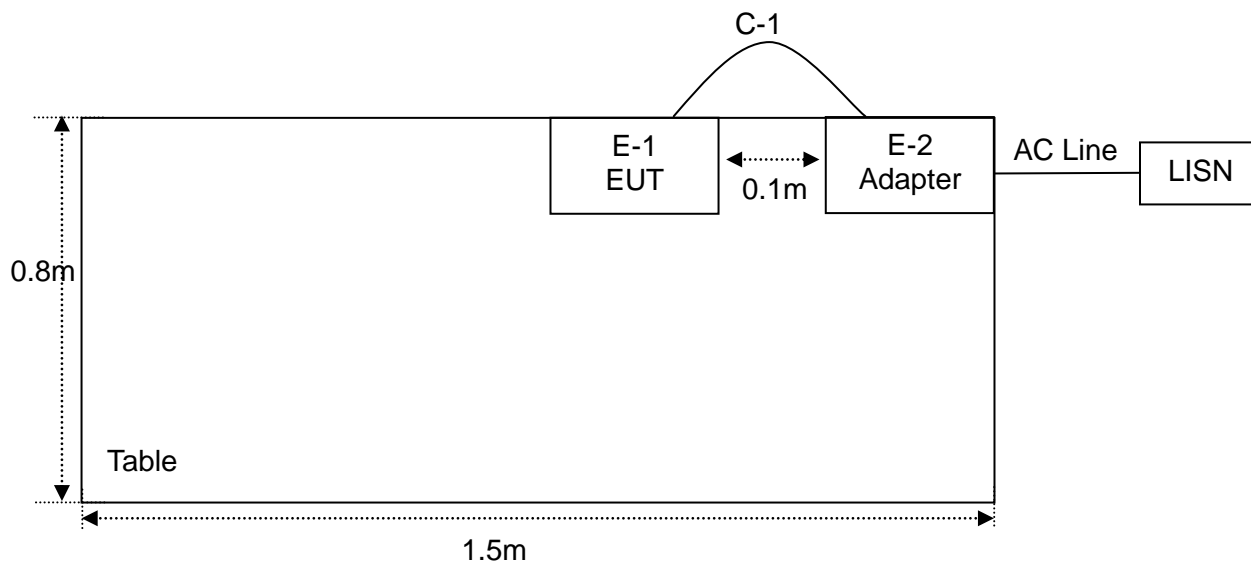 C-1
E-1
EUT
0.1m
E-2
Adapter
AC Line
LISN
0.8m
Table
1.5m